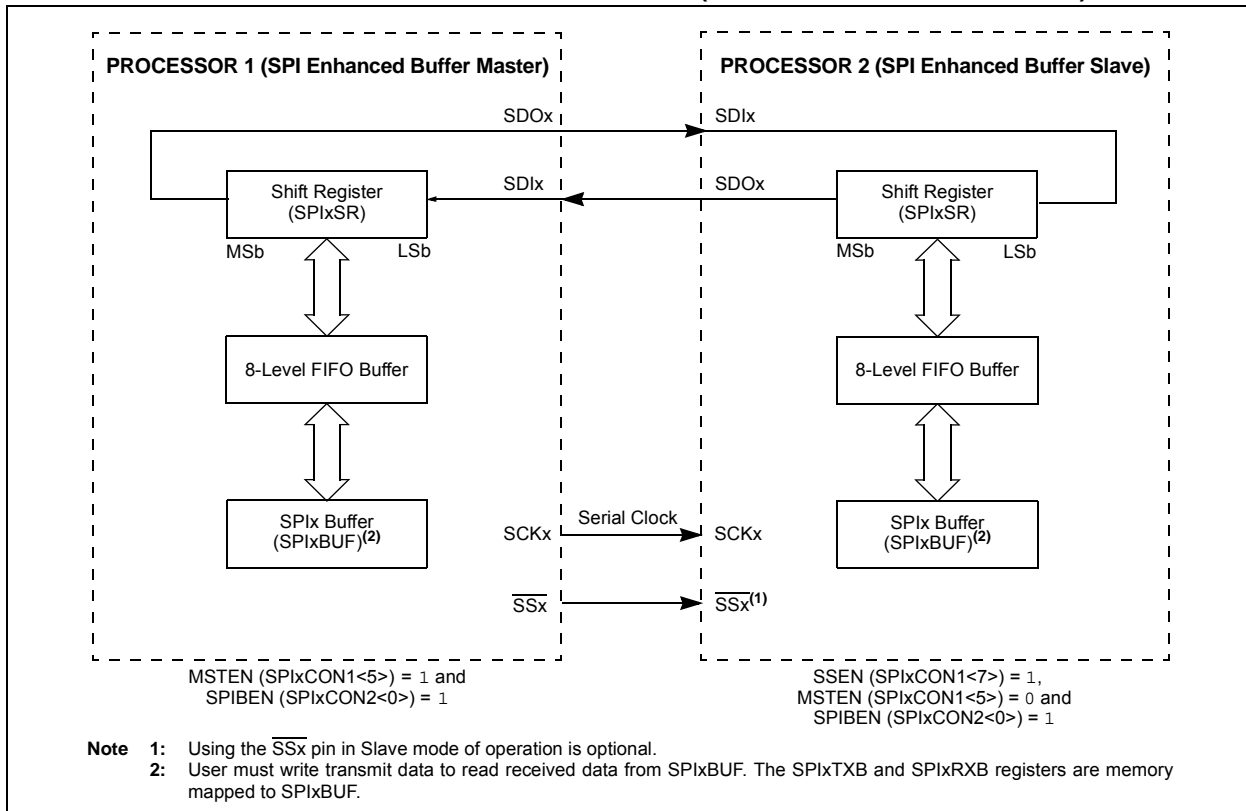 PROCESSOR 1 (SPI Enhanced Buffer Master)
PROCESSOR 2 (SPI Enhanced Buffer Slave)
SDOx
SDIx
Shift Register
(SPIxSR)
SDIx
SDOx
Shift Register
(SPIxSR)
MSb
LSb
MSb
LSb
8-Level FIFO Buffer
8-Level FIFO Buffer
SPIx Buffer
(SPIxBUF)(2)
SCKx
Serial Clock
SCKx
SPIx Buffer
(SPIxBUF)(2)
SSx
SSx(1)
MSTEN (SPIxCON1<5>) = 1 and
SPIBEN (SPIxCON2<0>) = 1
SSEN (SPIxCON1<7>) = 1,
MSTEN (SPIxCON1<5>) = 0 and
SPIBEN (SPIxCON2<0>) = 1
Note 1: Using the SSx pin in Slave mode of operation is optional.
2: User must write transmit data to read received data from SPIxBUF. The SPIxTXB and SPIxRXB registers are memory
mapped to SPIxBUF.